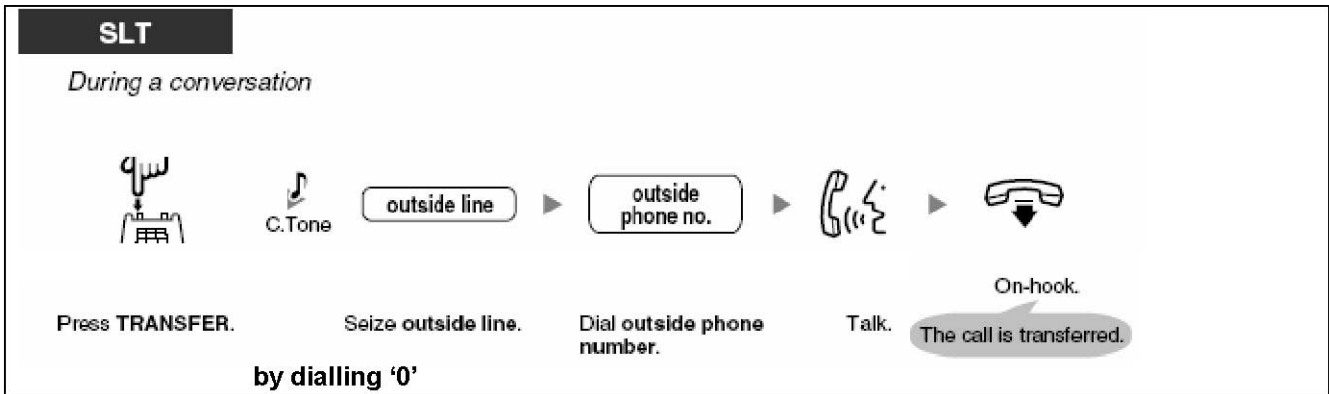 SLT
During a conversation
C.Tone
outside line
outside
phone no.
On-hook.
Press TRANSFER.
Seize outside line.
Dial outside phone
number.
Talk.
The call is transferred.
by dialling ‘0’